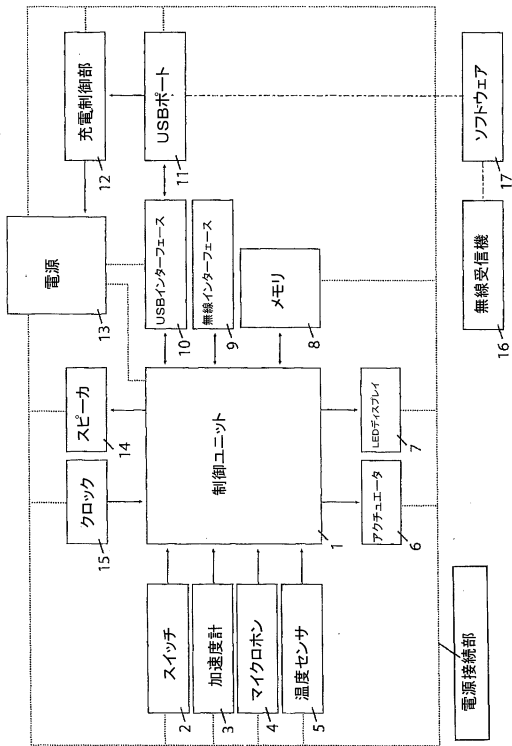 電源
13
充電制御部
12
USBポート
11
USBインターフェース
10
無線インターフェース
9
メモリ
8
スピーカ
14
クロック
15
制御ユニット
1
スイッチ
2
加速度計
3
マイクロホン
4
温度センサ
5
アクチュエータ
6
LEDディスプレイ
7
無線受信機
16
ソフトウェア
17
電源接続部